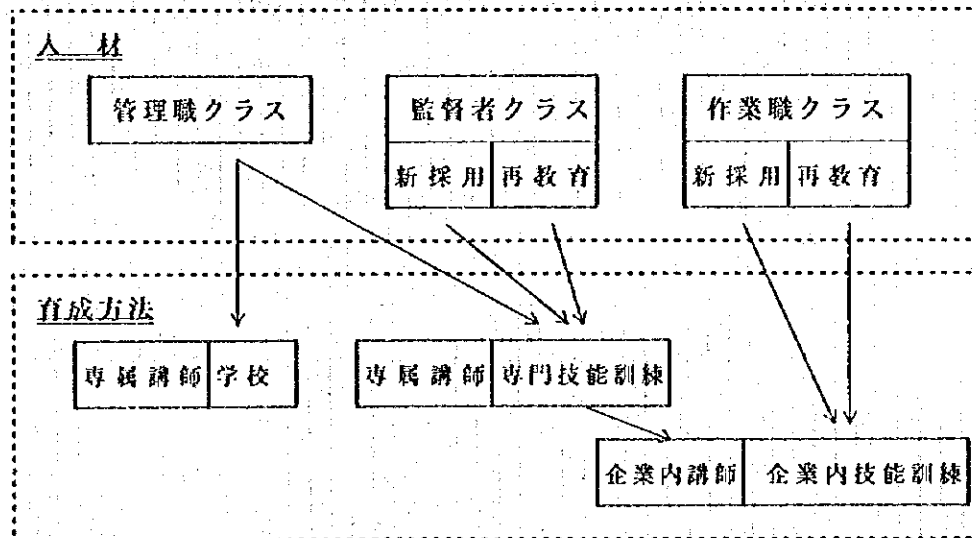 人材
管理職クラス
監督者クラス
作業職クラス
新採用 再教育
新採用 再教育
育成方法
専属講師 学校
専属講師 専門技能訓練
企業内講師 企業内技能訓練